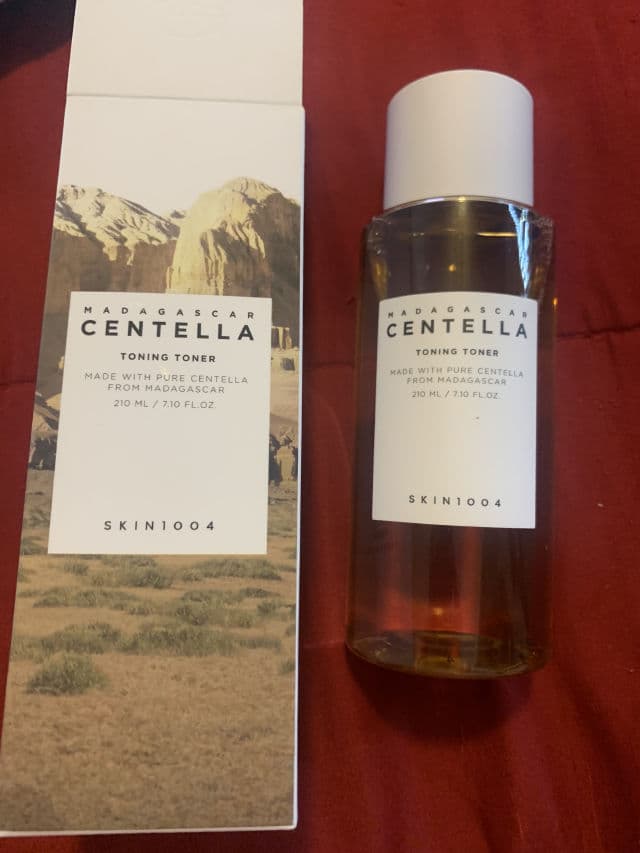 MADAGASCAR
CENTELLA
TONING TONER
MADE WITH PURE CENTELLA
FROM MADAGASCAR
210 ML / 7.10 FL.OZ.
SKIN1004
MADAGASCAR
CENTELLA
TONING TONER
MADE WITH PURE CENTELLA
FROM MADAGASCAR
210 ML / 7.10 FL.OZ.
SKIN1004